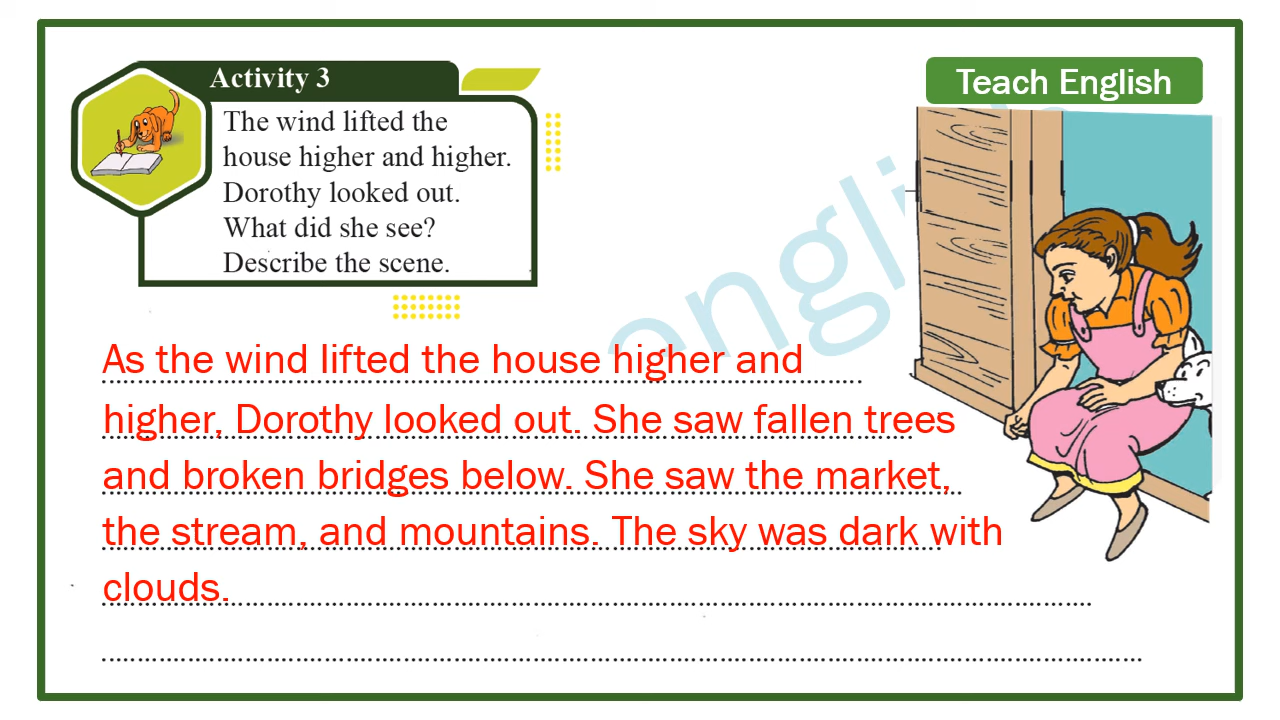 Activity 3
Teach English
The wind lifted the
house higher and higher.
Dorothy looked out.
What did she see?
Describe the scene.
As the wind lifted the house higher and
higher, Dorothy looked out. She saw fallen trees
and broken bridges below. She saw the market,
the stream, and mountains. The sky was dark with
clouds.